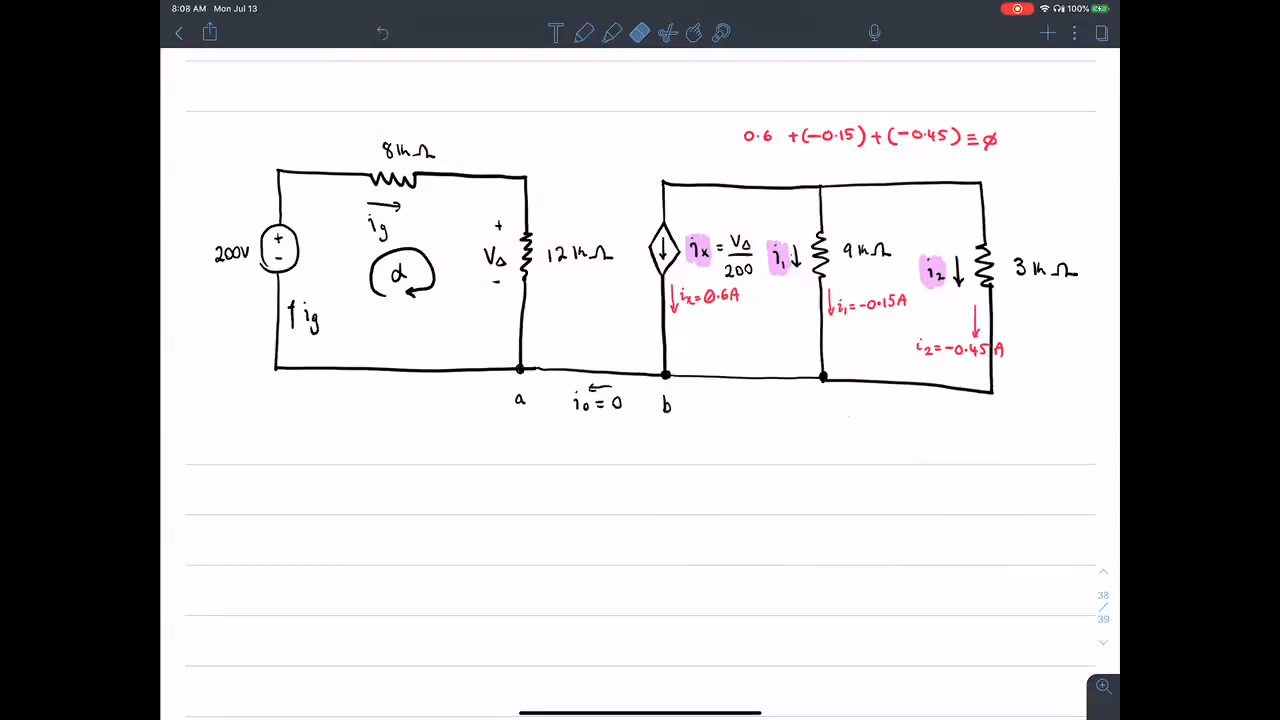 8:08 AM Mon Jul 13
100%
0.6 +(-0.15)+(-0.45)≡∅
8kΩ
ig
200V
+
-
α
ig
+
VΔ
-
12kΩ
ix = VΔ/200
ix=0.6A
i1
9kΩ
i1=-0.15A
i2
3kΩ
i2=-0.45A
a
i0=0
b
38
/
39